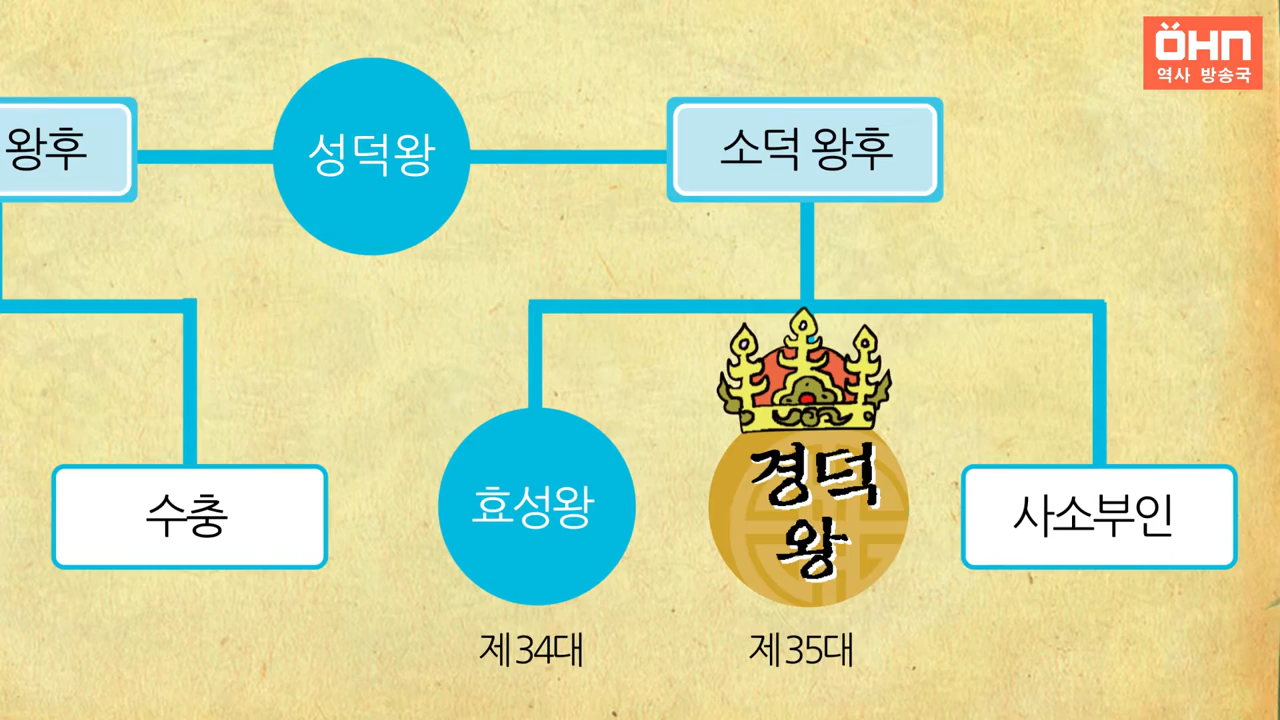 OHN
역사 방송국
왕후
성덕왕
소덕 왕후
수충
효성왕
경덕
왕
사소부인
제34대
제35대